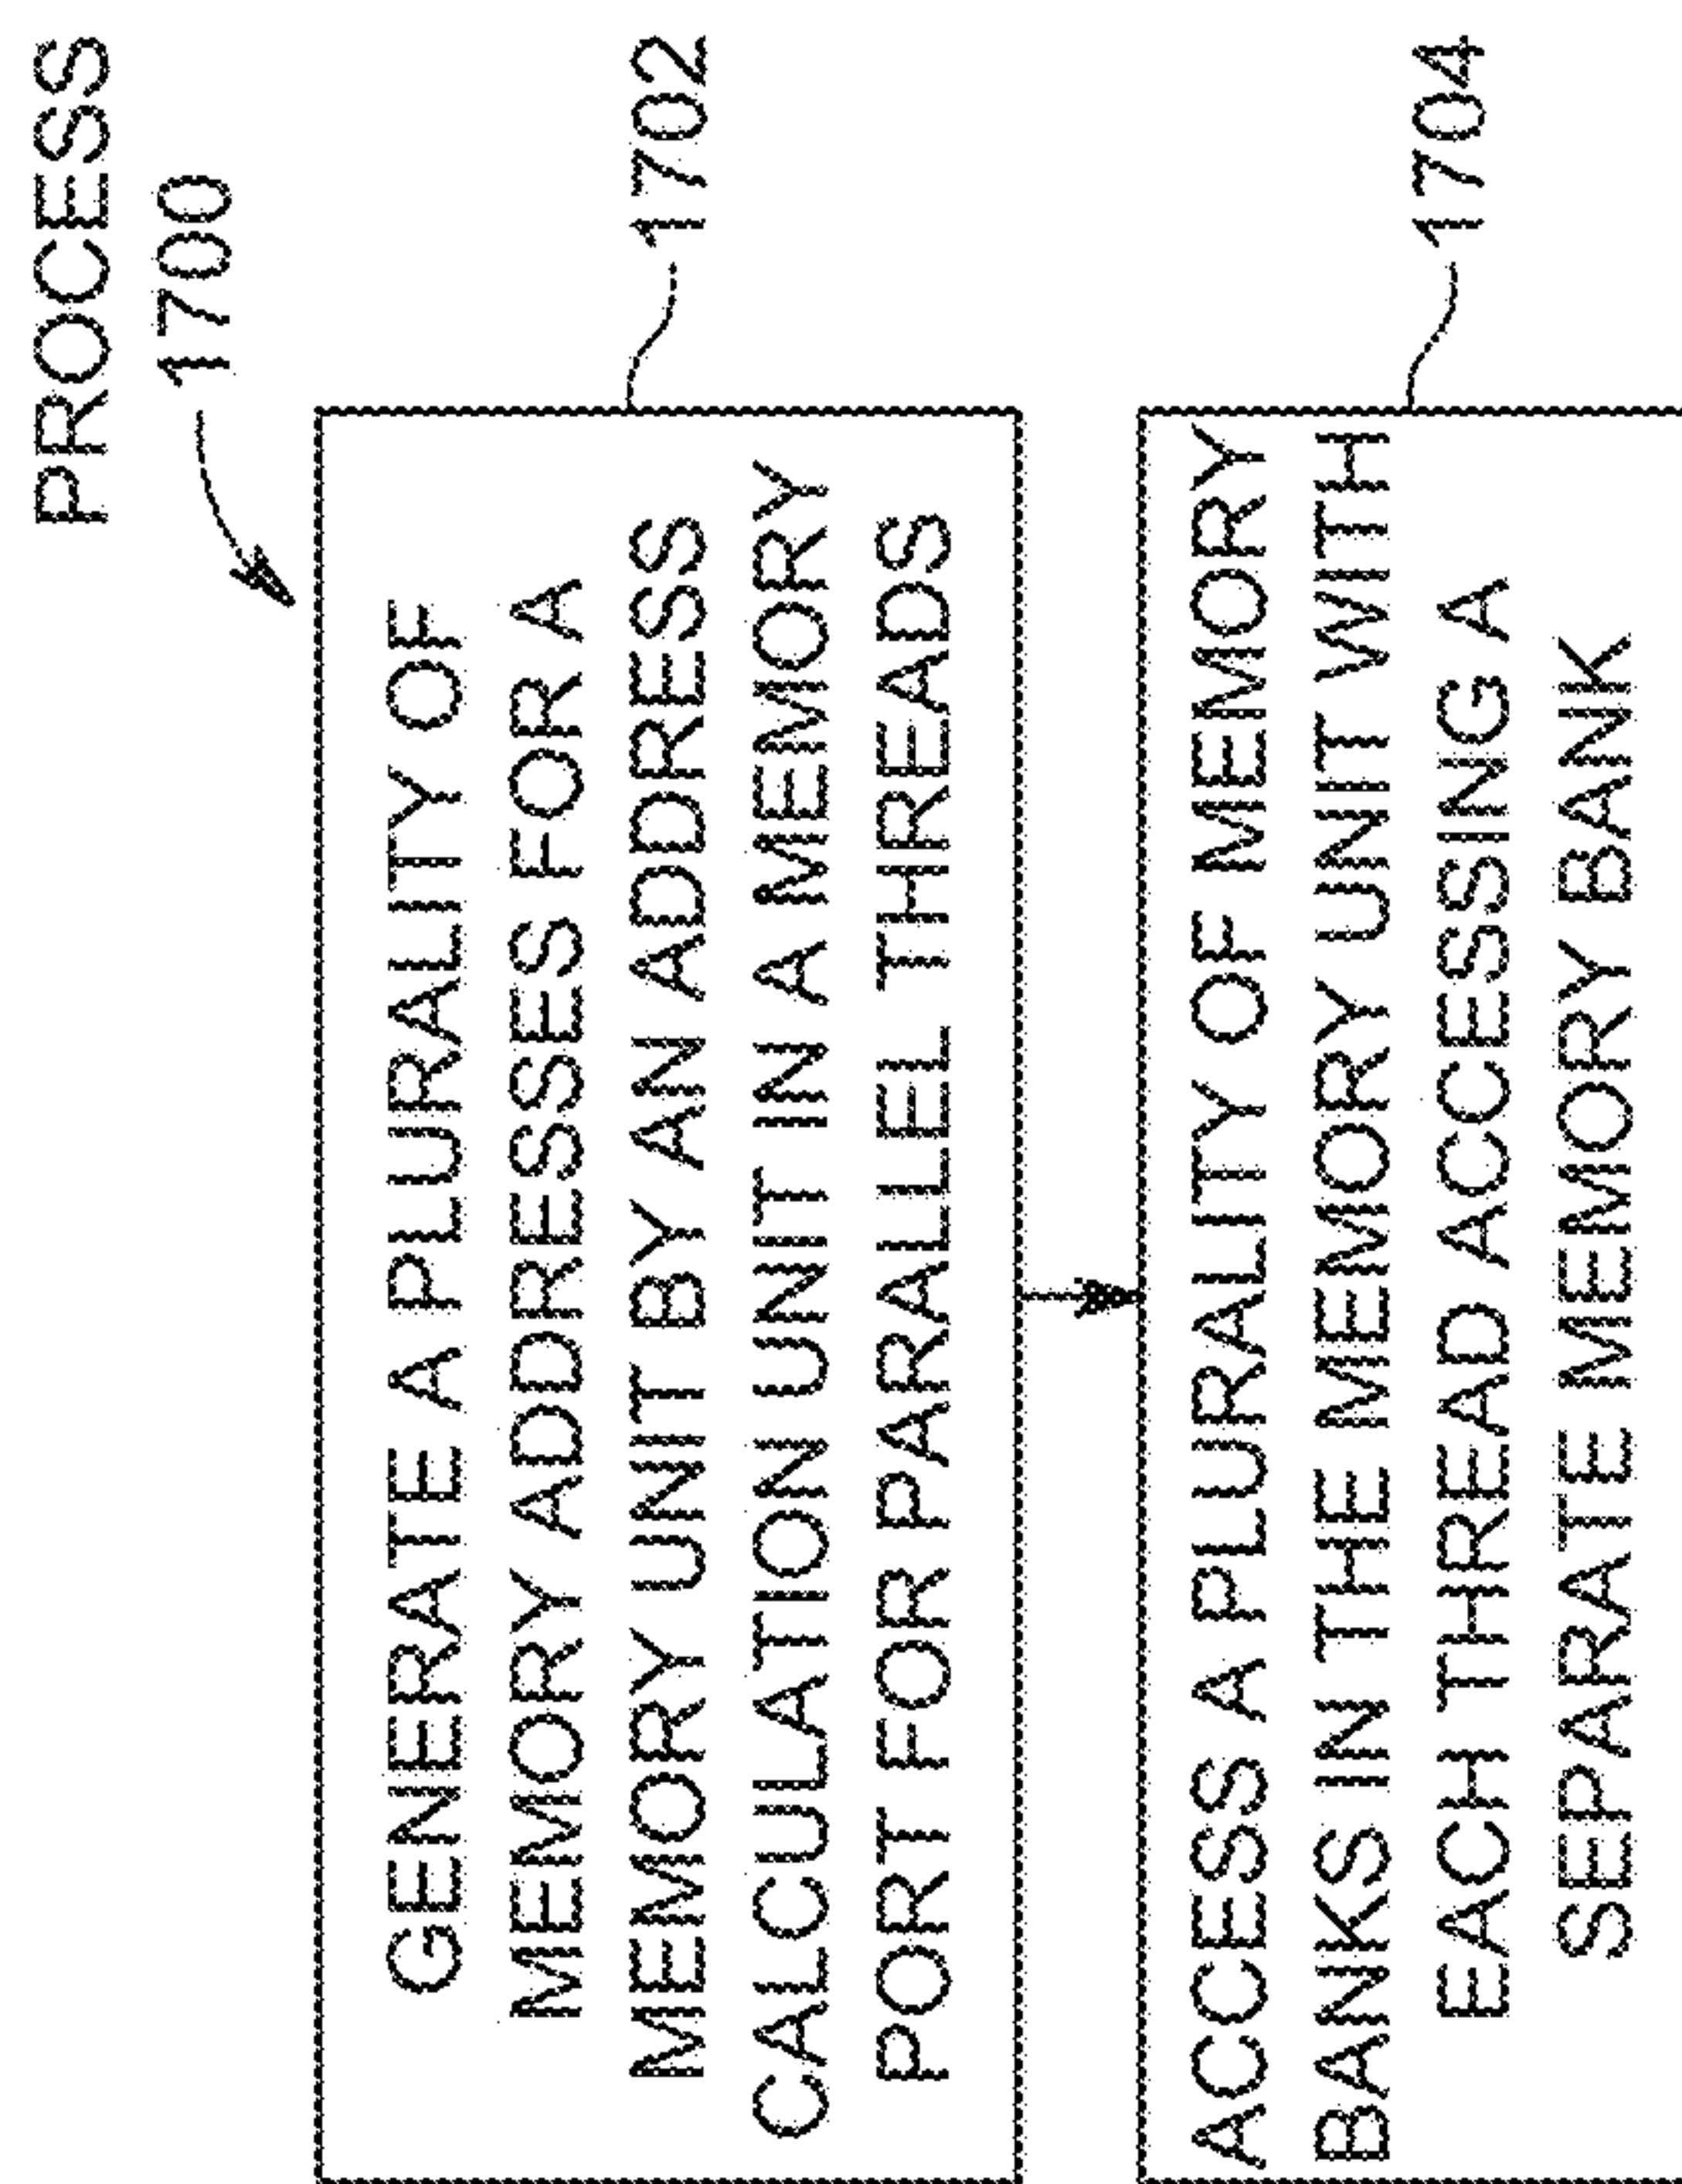 PROCESS
1700
GENERATE A PLURALITY OF
MEMORY ADDRESSES FOR A
MEMORY UNIT BY AN ADDRESS
CALCULATION UNIT IN A MEMORY
PORT FOR PARALLEL THREADS
1702
ACCESS A PLURALITY OF MEMORY
BANKS IN THE MEMORY UNIT WITH
EACH THREAD ACCESSING A
SEPARATE MEMORY BANK
1704